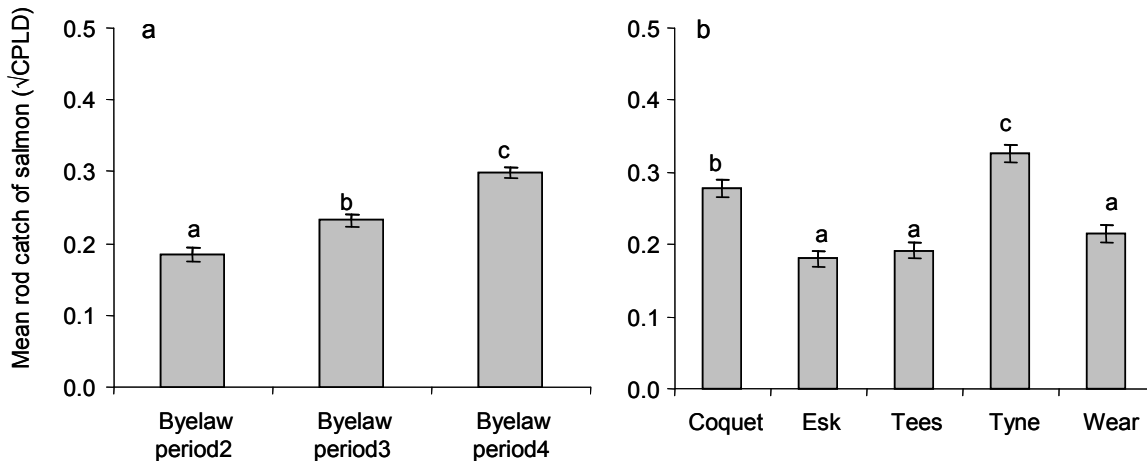 Mean rod catch of salmon (√CPLD)
a
0.5
0.4
0.3
0.2
0.1
0.0
a
b
c
Byelaw
period2
Byelaw
period3
Byelaw
period4
b
0.5
0.4
0.3
0.2
0.1
0.0
b
a
a
c
a
Coquet
Esk
Tees
Tyne
Wear